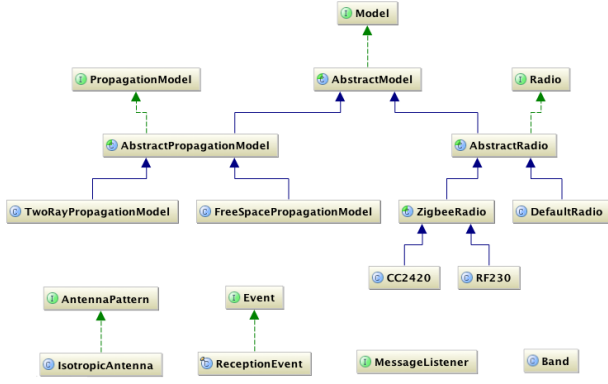 Model
PropagationModel
AbstractModel
Radio
AbstractPropagationModel
AbstractRadio
TwoRayPropagationModel
FreeSpacePropagationModel
ZigbeeRadio
DefaultRadio
CC2420
RF230
AntennaPattern
Event
IsotropicAntenna
ReceptionEvent
MessageListener
Band